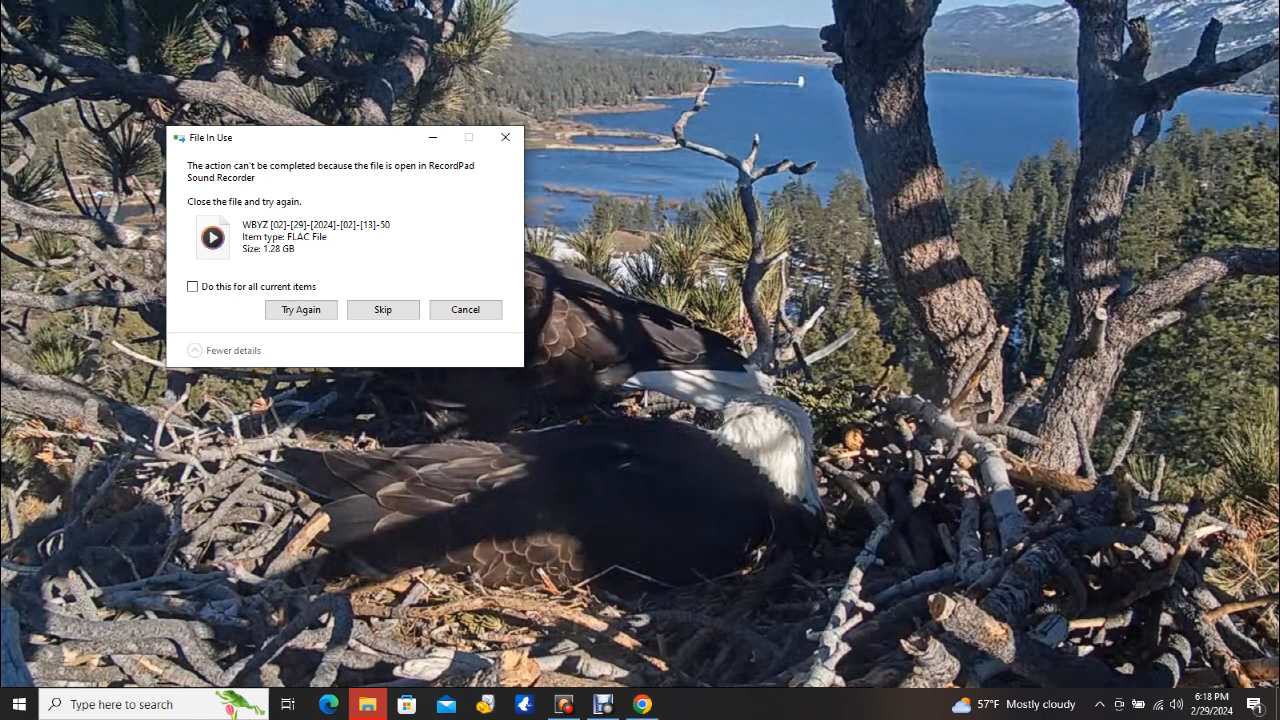 File In Use
The action can't be completed because the file is open in RecordPad
Sound Recorder
Close the file and try again.
WBYZ [02]-[29]-[2024]-[02]-[13]-50
Item type: FLAC File
Size: 1.28 GB
Do this for all current items
Try Again Skip Cancel
Fewer details
Type here to search
57°F Mostly cloudy
6:18 PM
2/29/2024
1